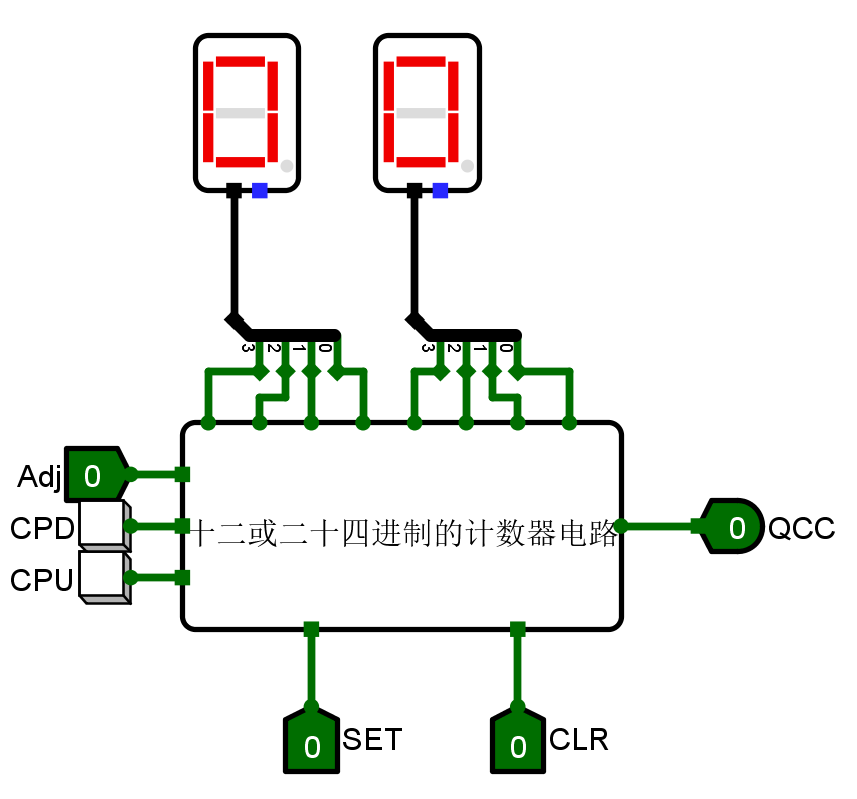 3 2 1 0 3 2 1 0
Adj 0
CPD 十二或二十四进制的计数器电路 0 QCC
CPU
0 SET 0 CLR